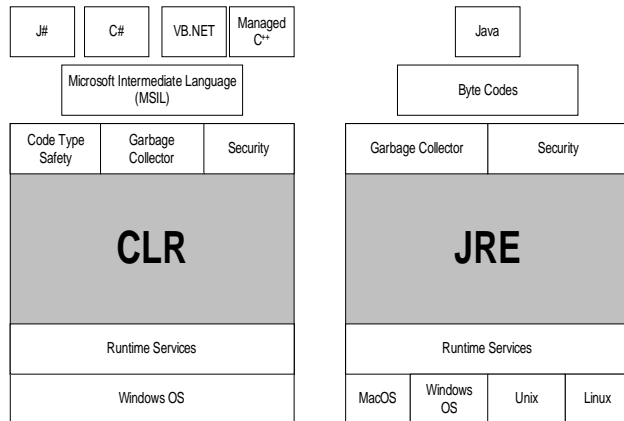 J#
C#
VB.NET
Managed
C++
Microsoft Intermediate Language
(MSIL)
Code Type
Safety
Garbage
Collector
Security
CLR
Runtime Services
Windows OS
Java
Byte Codes
Garbage Collector
Security
JRE
Runtime Services
MacOS
Windows
OS
Unix
Linux